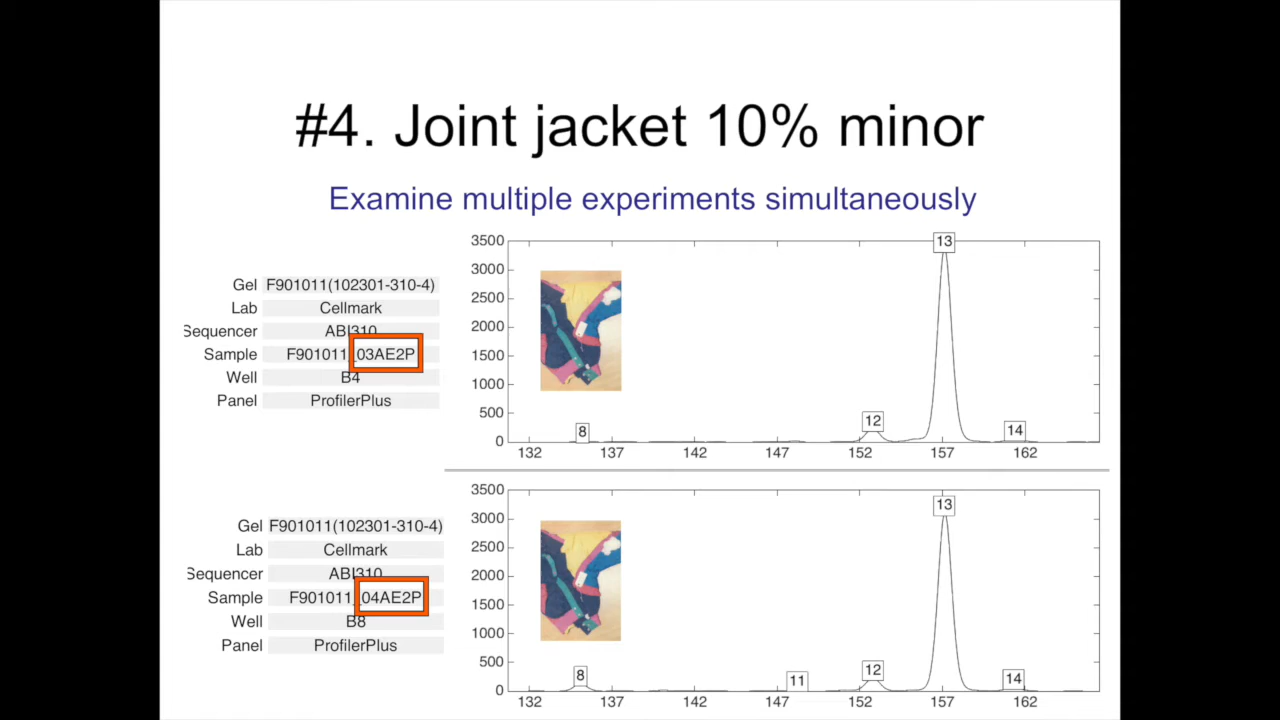 #4. Joint jacket 10% minor
Examine multiple experiments simultaneously
Gel F901011(102301-310-4)
Lab Cellmark
Sequencer ABI310
Sample F901011_03AE2P
Well B4
Panel ProfilerPlus
3500
3000
2500
2000
1500
1000
500
0
13
12
8
14
132 137 142 147 152 157 162
Gel F901011(102301-310-4)
Lab Cellmark
Sequencer ABI310
Sample F901011_04AE2P
Well B8
Panel ProfilerPlus
3500
3000
2500
2000
1500
1000
500
0
13
8
11
12
14
132 137 142 147 152 157 162